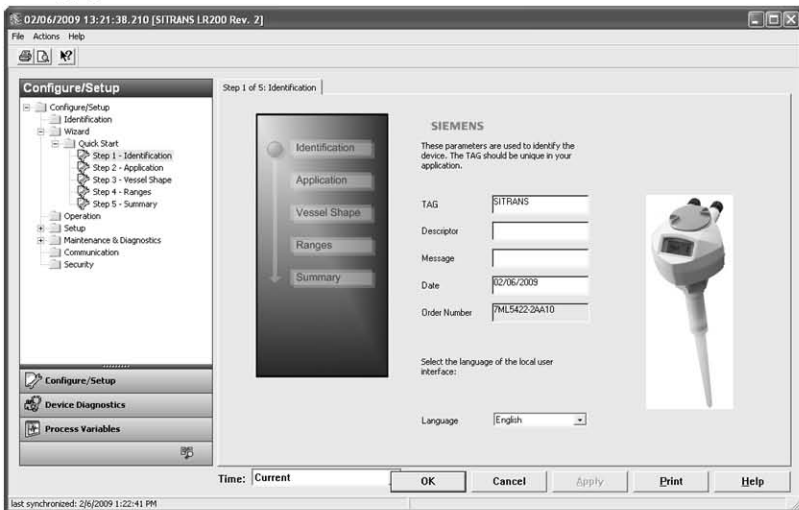 02/06/2009 13:21:38.210 [SITRANS LR200 Rev. 2]
File Actions Help
Configure/Setup
Configure/Setup
Identification
Wizard
Quick Start
Step 1 - Identification
Step 2 - Application
Step 3 - Vessel Shape
Step 4 - Ranges
Step 5 - Summary
Operation
Setup
Maintenance & Diagnostics
Communication
Security
Configure/Setup
Device Diagnostics
Process Variables
Step 1 of 5: Identification
Identification
Application
Vessel Shape
Ranges
Summary
SIEMENS
These parameters are used to identify the
device. The TAG should be unique in your
application.
TAG SITRANS
Descriptor
Message
Date 02/06/2009
Order Number 7ML5422-2AA10
Select the language of the local user
interface:
Language English
Time: Current
OK Cancel Apply Print Help
last synchronized: 2/6/2009 1:22:41 PM